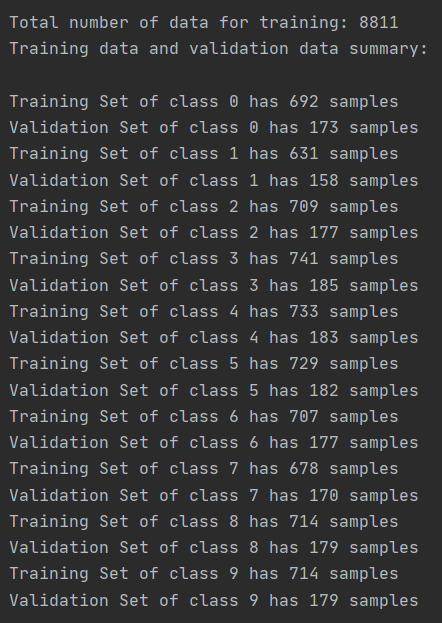 Total number of data for training: 8811
Training data and validation data summary:
Training Set of class 0 has 692 samples
Validation Set of class 0 has 173 samples
Training Set of class 1 has 631 samples
Validation Set of class 1 has 158 samples
Training Set of class 2 has 709 samples
Validation Set of class 2 has 177 samples
Training Set of class 3 has 741 samples
Validation Set of class 3 has 185 samples
Training Set of class 4 has 733 samples
Validation Set of class 4 has 183 samples
Training Set of class 5 has 729 samples
Validation Set of class 5 has 182 samples
Training Set of class 6 has 707 samples
Validation Set of class 6 has 177 samples
Training Set of class 7 has 678 samples
Validation Set of class 7 has 170 samples
Training Set of class 8 has 714 samples
Validation Set of class 8 has 179 samples
Training Set of class 9 has 714 samples
Validation Set of class 9 has 179 samples